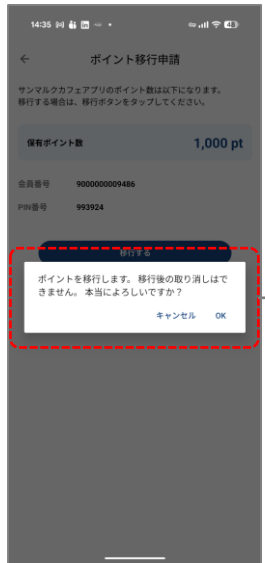 14:35
ポイント移行申請
サンマルクカフェアプリのポイント数は以下になります。
移行する場合は、移行ボタンをタップしてください。
保有ポイント数 1,000 pt
会員番号 9000000009486
PIN番号 993924
移行する
ポイントを移行します。 移行後の取り消しはで
きません。 本当によろしいですか？
キャンセル OK